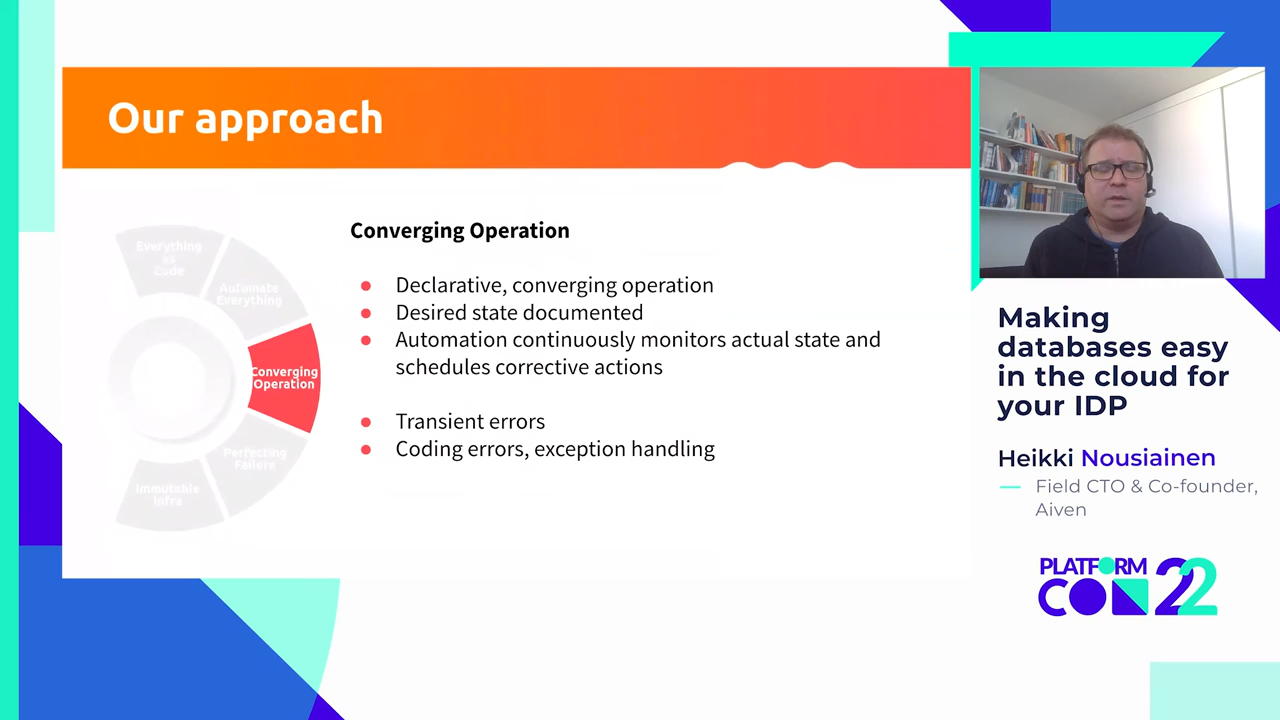 Our approach
Everything
as
Code
Automate
Everything
Converging
Operation
Perfecting
Failure
Immutable
Infra
Converging Operation
Declarative, converging operation
Desired state documented
Automation continuously monitors actual state and
schedules corrective actions
Transient errors
Coding errors, exception handling
Making
databases easy
in the cloud for
your IDP
Heikki Nousiainen
Field CTO & Co-founder,
Aiven
PLATFORM
CON 22